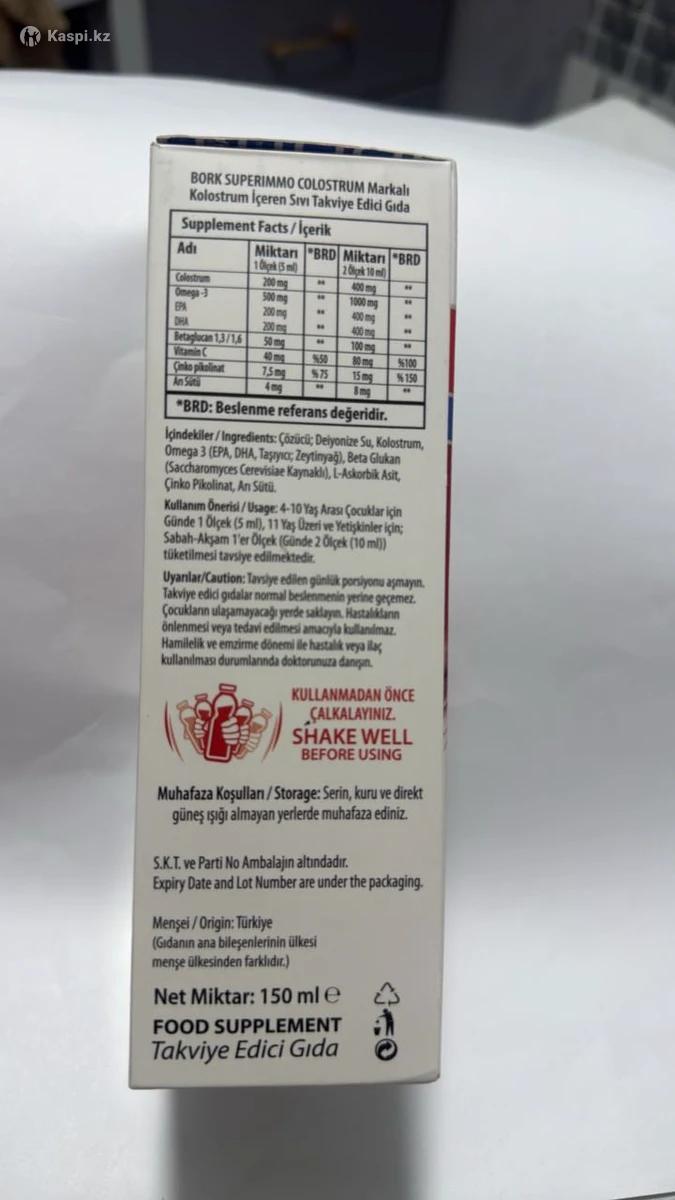 Kaspi.kz
BORK SUPERIMMO COLOSTRUM Markalı
Kolostrum İçeren Sıvı Takviye Edici Gıda
Supplement Facts / İçerik
Adı Miktarı *BRD Miktarı *BRD
1 Ölçek (5 ml) 2 Ölçek 10 ml)
Colostrum 200 mg ** 400 mg **
Omega -3 500 mg ** 1000 mg **
EPA 200 mg ** 400 mg **
DHA 200 mg ** 400 mg **
Betaglucan 1,3 / 1,6 50 mg ** 100 mg **
Vitamin C 40 mg %50 80 mg %100
Çinko pikolinat 7,5 mg %75 15 mg %150
Arı Sütü 4 mg ** 8 mg **
*BRD: Beslenme referans değeridir.
İçindekiler / Ingredients: Çözücü; Deiyonize Su, Kolostrum,
Omega 3 (EPA, DHA, Taşıyıcı; Zeytinyağ), Beta Glukan
(Saccharomyces Cerevisiae Kaynaklı), L-Askorbik Asit,
Çinko Pikolinat, Arı Sütü.
Kullanım Önerisi / Usage: 4-10 Yaş Arası Çocuklar için
Günde 1 Ölçek (5 ml), 11 Yaş Üzeri ve Yetişkinler için;
Sabah-Akşam 1'er Ölçek (Günde 2 Ölçek (10 ml))
tüketilmesi tavsiye edilmektedir.
Uyarılar/Caution: Tavsiye edilen günlük porsiyonu aşmayın.
Takviye edici gıdalar normal beslenmenin yerine geçemez.
Çocukların ulaşamayacağı yerde saklayın. Hastalıkların
önlenmesi veya tedavi edilmesi amacıyla kullanılmaz.
Hamilelik ve emzirme dönemi ile hastalık veya ilaç
kullanılması durumlarında doktorunuza danışın.
KULLANMADAN ÖNCE
ÇALKALAYINIZ.
SHAKE WELL
BEFORE USING
Muhafaza Koşulları / Storage: Serin, kuru ve direkt
güneş ışığı almayan yerlerde muhafaza ediniz.
S.K.T. ve Parti No Ambalajın altındadır.
Expiry Date and Lot Number are under the packaging.
Menşei / Origin: Türkiye
(Gıdanın ana bileşenlerinin ülkesi
menşe ülkesinden farklıdır.)
Net Miktar: 150 ml ℮
FOOD SUPPLEMENT
Takviye Edici Gıda